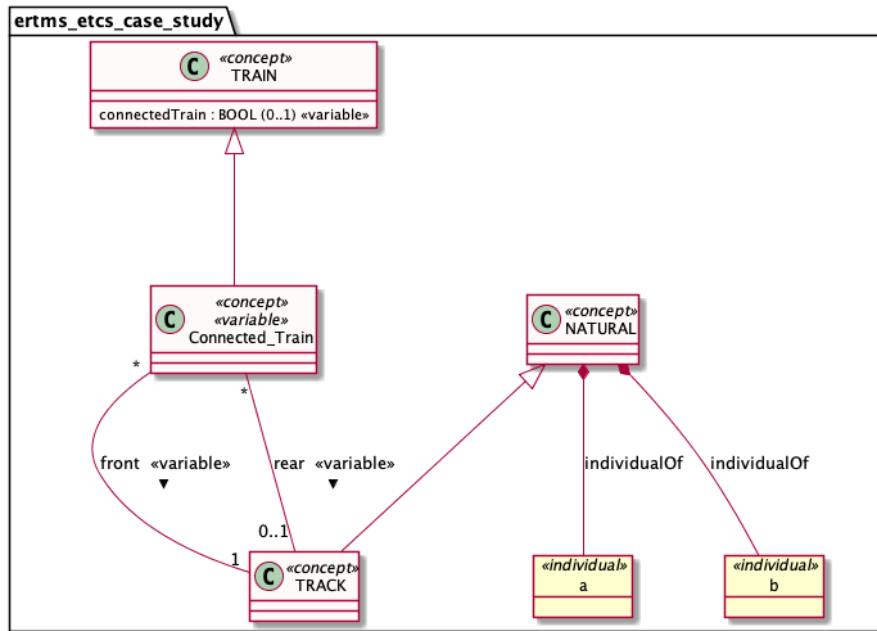 ertms_etcs_case_study
C «concept»
TRAIN
connectedTrain : BOOL (0..1) «variable»
C «concept»
«variable»
Connected_Train
C «concept»
NATURAL
*
*
front «variable»
▼
rear «variable»
▼
individualOf
individualOf
0..1
1
C «concept»
TRACK
«individual»
a
«individual»
b